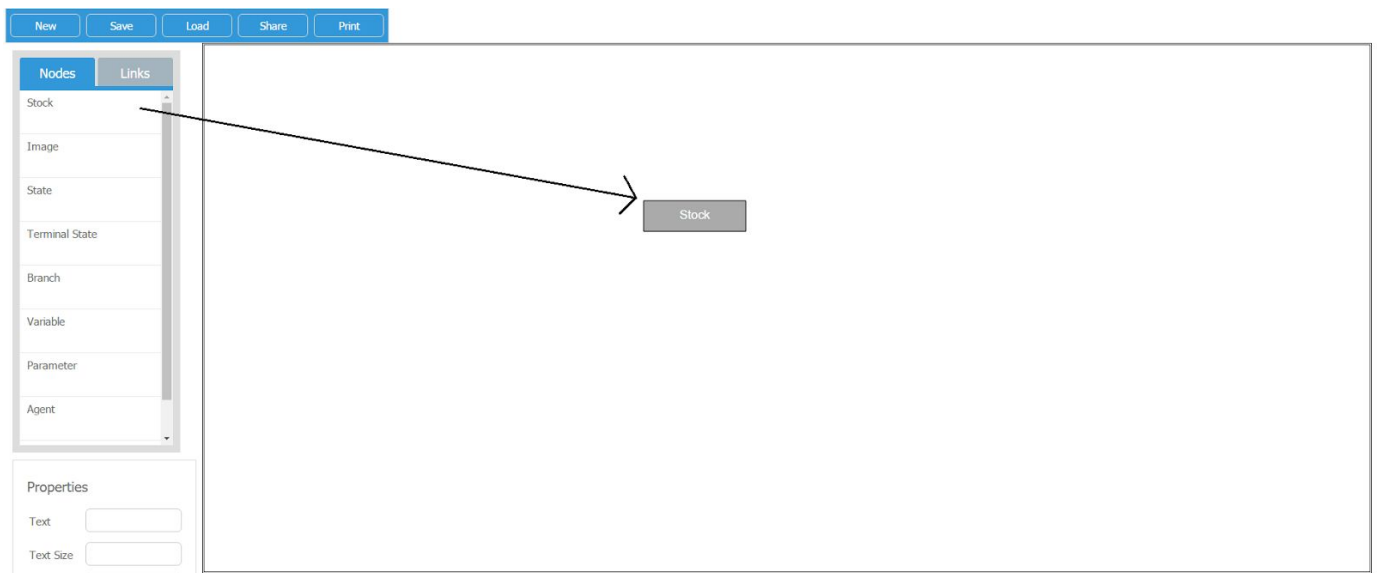 New Save Load Share Print
Nodes Links
Stock
Image
State
Terminal State
Branch
Variable
Parameter
Agent
Stock
Properties
Text
Text Size